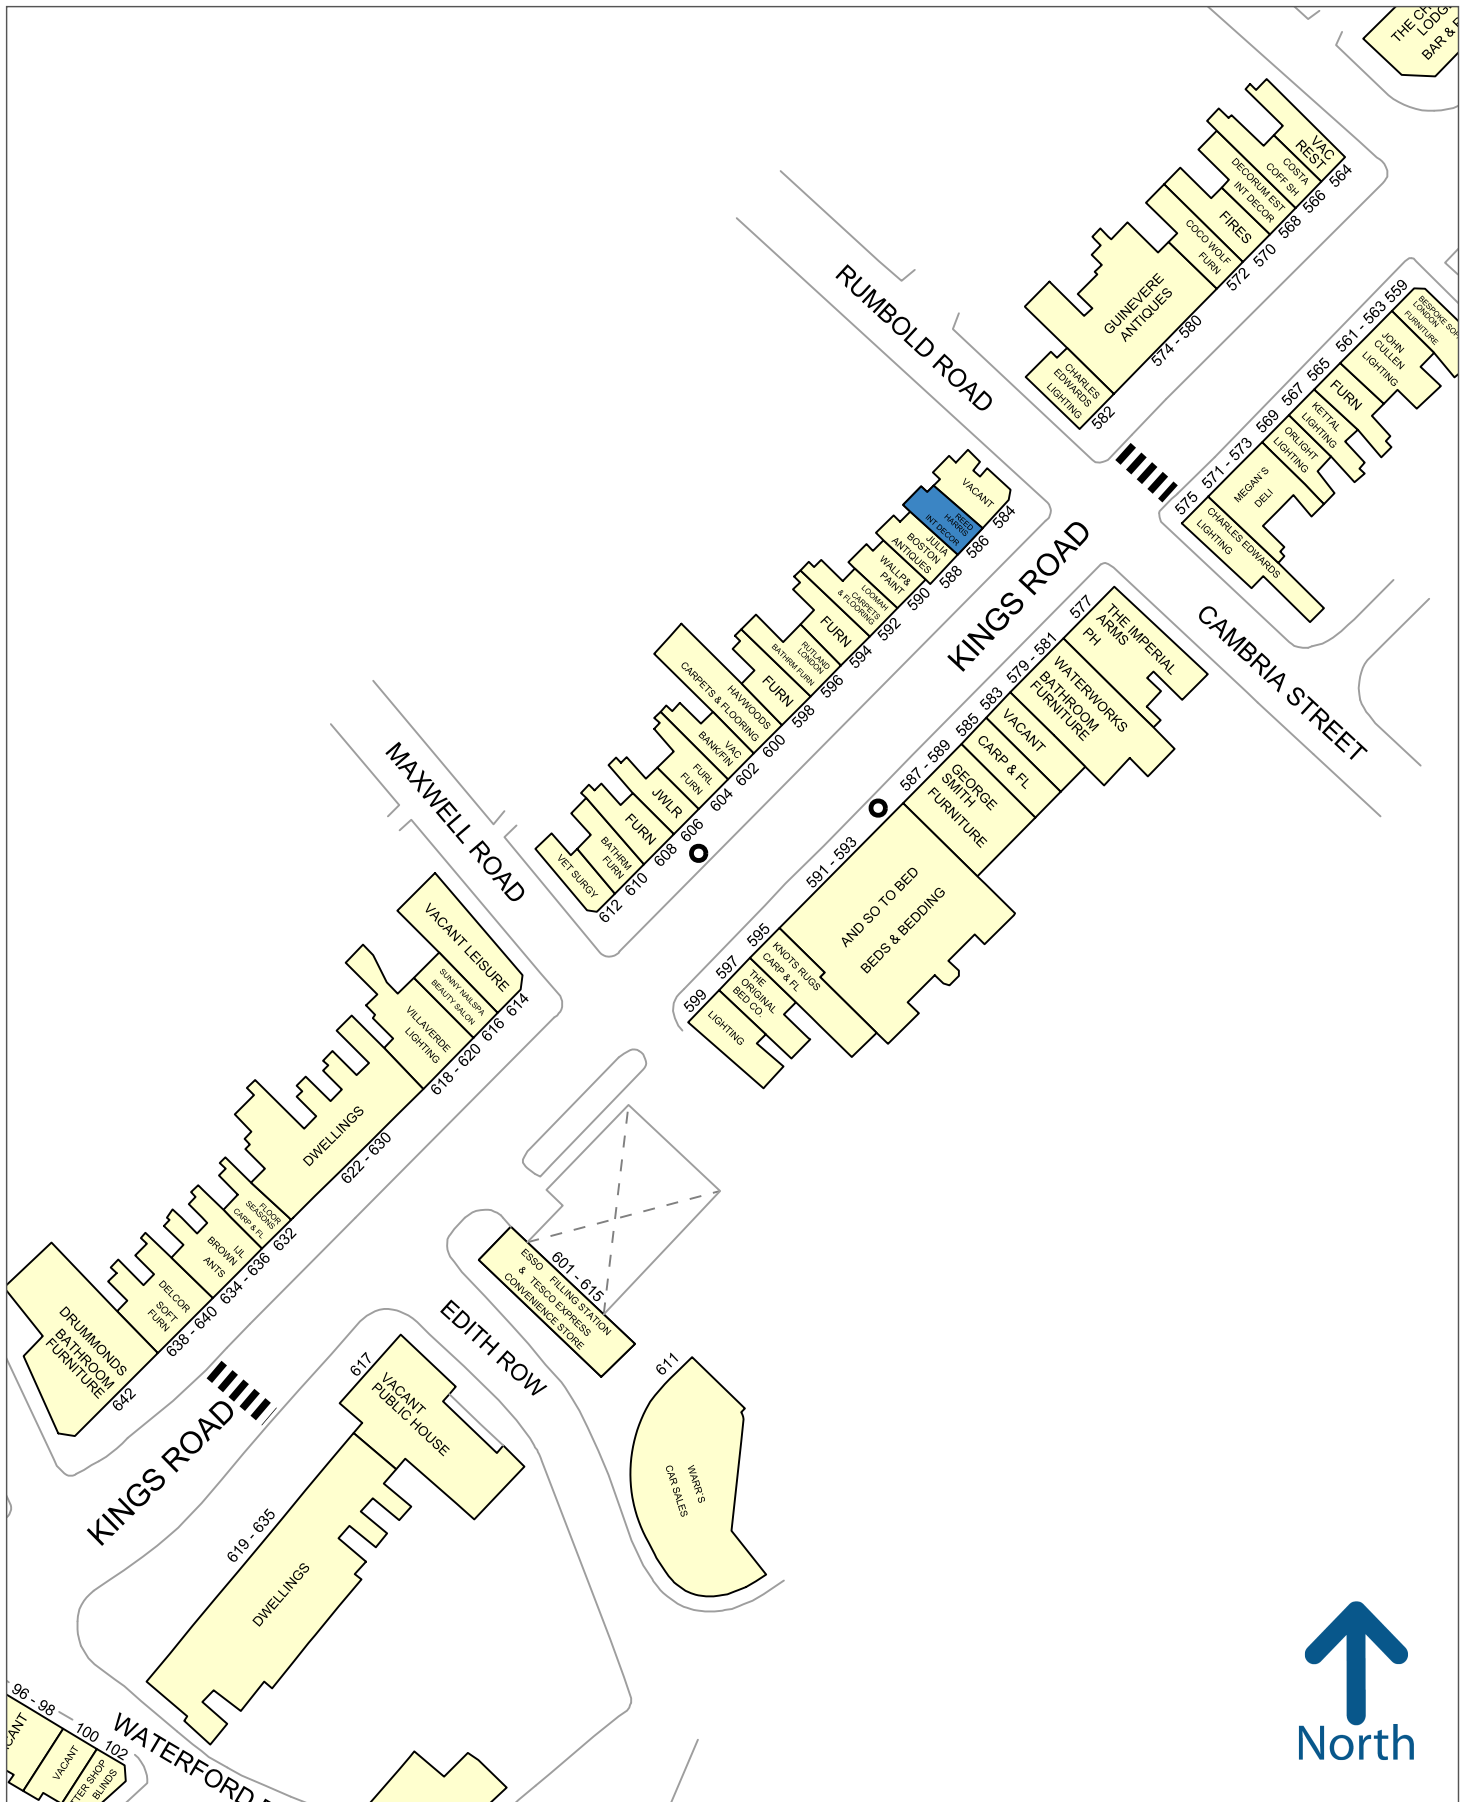 THE CH
LODG
BAR & R
VAC
REST
564
COSTA
COFF SH
566
DECORUM EST
INT DECOR
568
FIRES
570
COCO WOLF
FURN
572
GUINEVERE
ANTIQUES
574 - 580
CHARLES
EDWARDS
LIGHTING
582
RUMBOLD ROAD
559
BESPOKE SOF
LONDON
FURNITURE
561 - 563
JOHN
CULLEN
LIGHTING
565
FURN
567
KETTAL
LIGHTING
569
ORLIGHT
LIGHTING
571 - 573
MEGAN´S
DELI
575
CHARLES EDWARDS
LIGHTING
VACANT
584
REED
HARRIS
INT DECOR
586
JULIA
BOSTON
ANTIQUES
588
WALLP&
PAINT
590
LOOMAH
CARPETS
& FLOORING
592
FURN
594
RUTLAND
LONDON
BATHRM FURN
596
FURN
598
HAVWOODS
CARPETS & FLOORING
600
VAC
BANK/FIN
602
FURL
FURN
604
JWLR
606
FURN
608
BATHRM
FURN
610
VET SURGY
612
KINGS ROAD
CAMBRIA STREET
577
THE IMPERIAL
ARMS
PH
579 - 581
WATERWORKS
BATHROOM
FURNITURE
583
VACANT
585
CARP & FL
587 - 589
GEORGE
SMITH
FURNITURE
591 - 593
AND SO TO BED
BEDS & BEDDING
595
KNOTS RUGS
CARP & FL
597
THE
ORIGINAL
BED CO.
599
LIGHTING
MAXWELL ROAD
VACANT LEISURE
614
SUNNY NAILSPA
BEAUTY SALON
616
VILLAVERDE
LIGHTING
618 - 620
DWELLINGS
622 - 630
FLOOR
SEASONS
CARP & FL
632
IJL
BROWN
ANTS
634 - 636
DELCOR
SOFT
FURN
638 - 640
DRUMMONDS
BATHROOM
FURNITURE
642
601 - 615
ESSO FILLING STATION
& TESCO EXPRESS
CONVENIENCE STORE
EDITH ROW
611
WARR´S
CAR SALES
617
VACANT
PUBLIC HOUSE
KINGS ROAD
619 - 635
DWELLINGS
96 - 98
CANT
100
VACANT
102
TER SHOP
BLINDS
WATERFORD
North